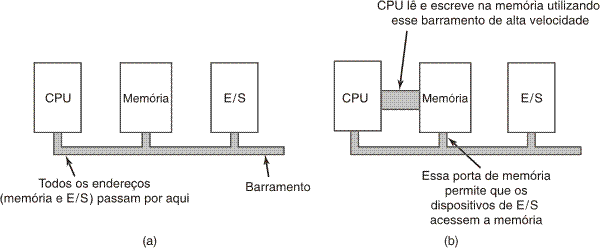 CPU lê e escreve na memória utilizando
esse barramento de alta velocidade
CPU
Memória
E/S
Todos os endereços
(memória e E/S) passam por aqui
Barramento
(a)
CPU
Memória
E/S
Essa porta de memória
permite que os
dispositivos de E/S
acessem a memória
(b)